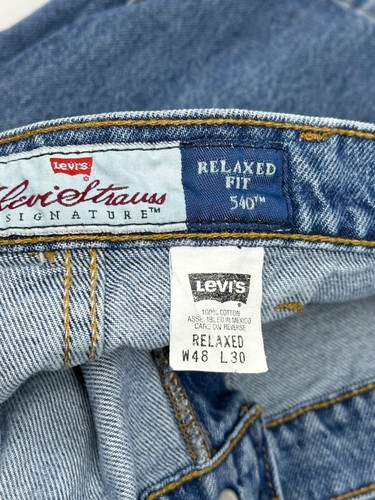 Levi's
Levi Strauss
SIGNATURE™
RELAXED
FIT
540™
LEVI'S
100% COTTON
ASSEMBLED IN MEXICO
CARE ON REVERSE
RELAXED
W48 L30